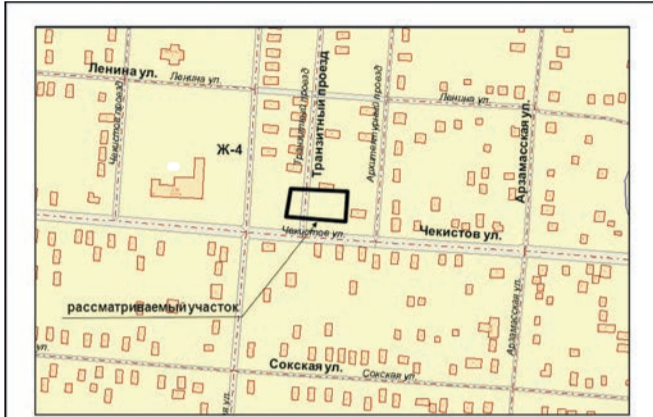 Ленина ул.
Ленина ул.
Чекистов проезд
Ж-4
Транзитный проезд
Транзитный проезд
Архитектурный проезд
Ленина ул.
Арзамасская ул.
Чекистов ул.
Чекистов ул.
рассматриваемый участок
Арзамасская ул.
ул.
Сокская ул.
Сокская ул.
ул.